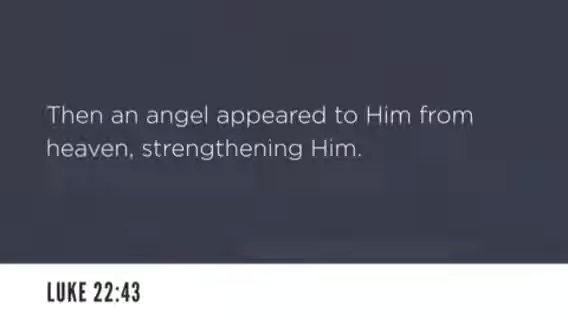 Then an angel appeared to Him from
heaven, strengthening Him.
LUKE 22:43